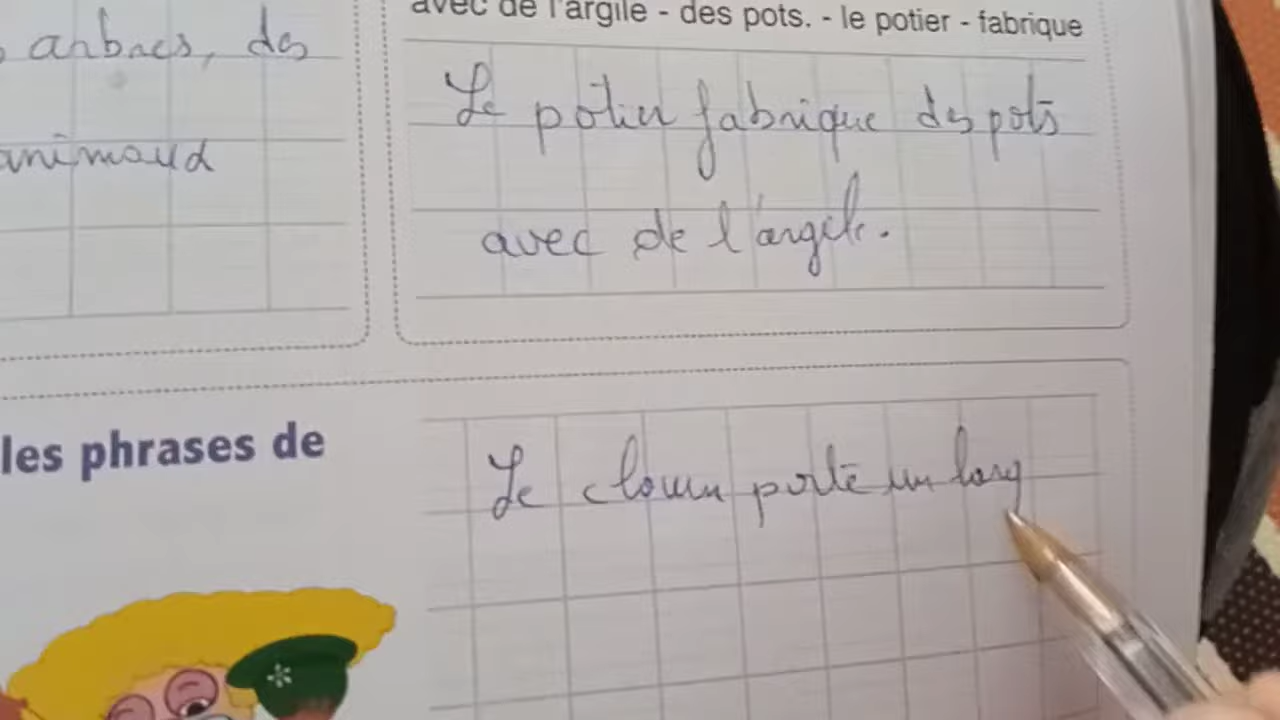 arbres, des
animaud
avec de l'argile - des pots. - le potier - fabrique
Le potier fabrique des pots
avec de l'argile.
les phrases de
Le clown porte un long